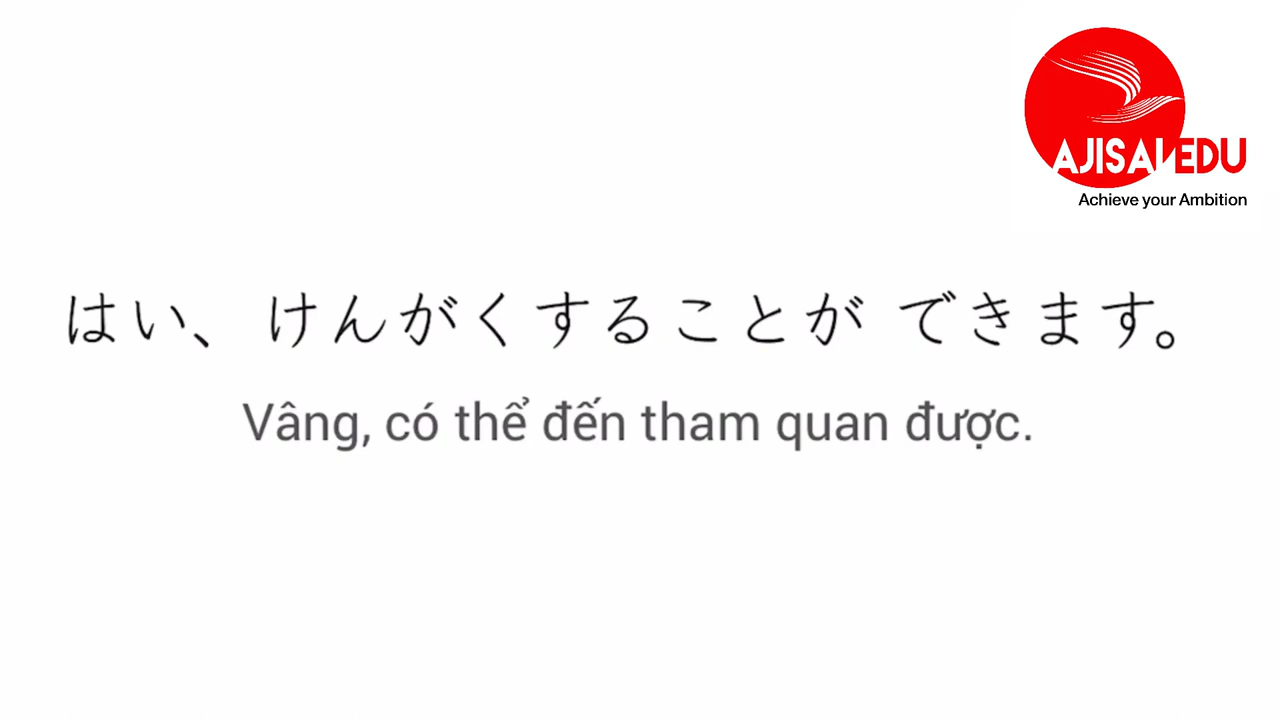 AJISAI EDU
Achieve your Ambition
はい、けんがくすることが できます。
Vâng, có thể đến tham quan được.